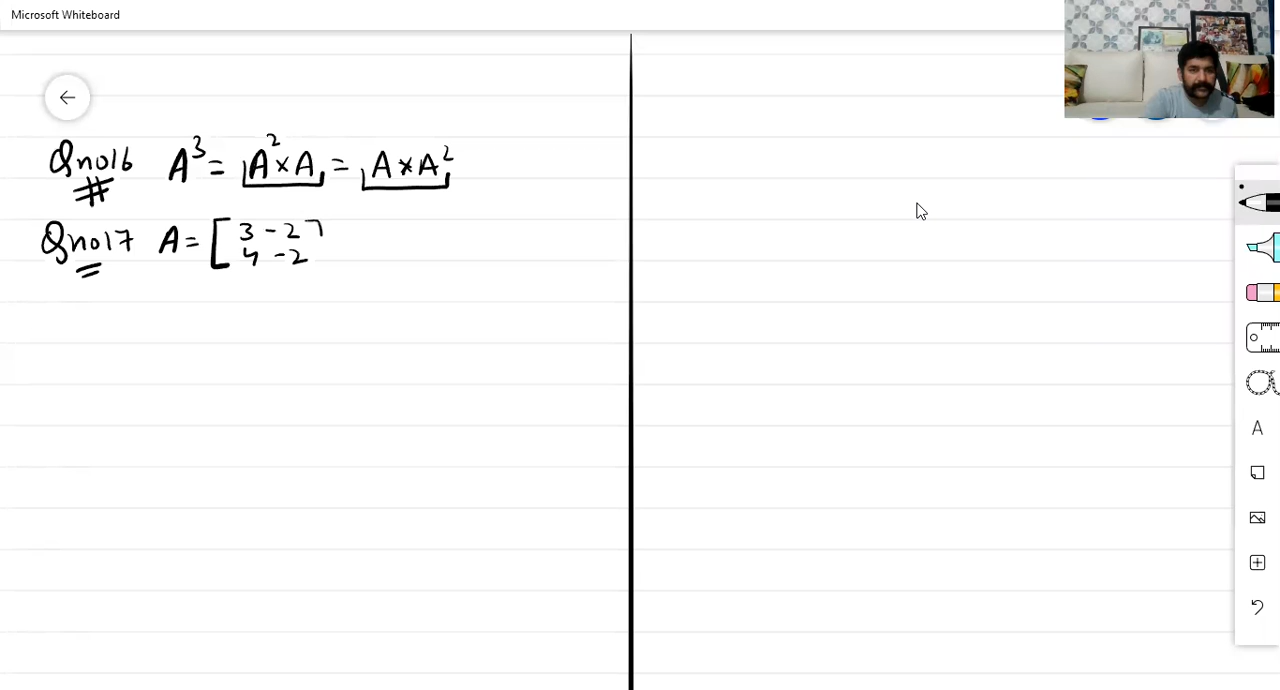 Microsoft Whiteboard
Qno16 A³ = A² × A = A × A²
Qno17 A = [3 -2
4 -2
A